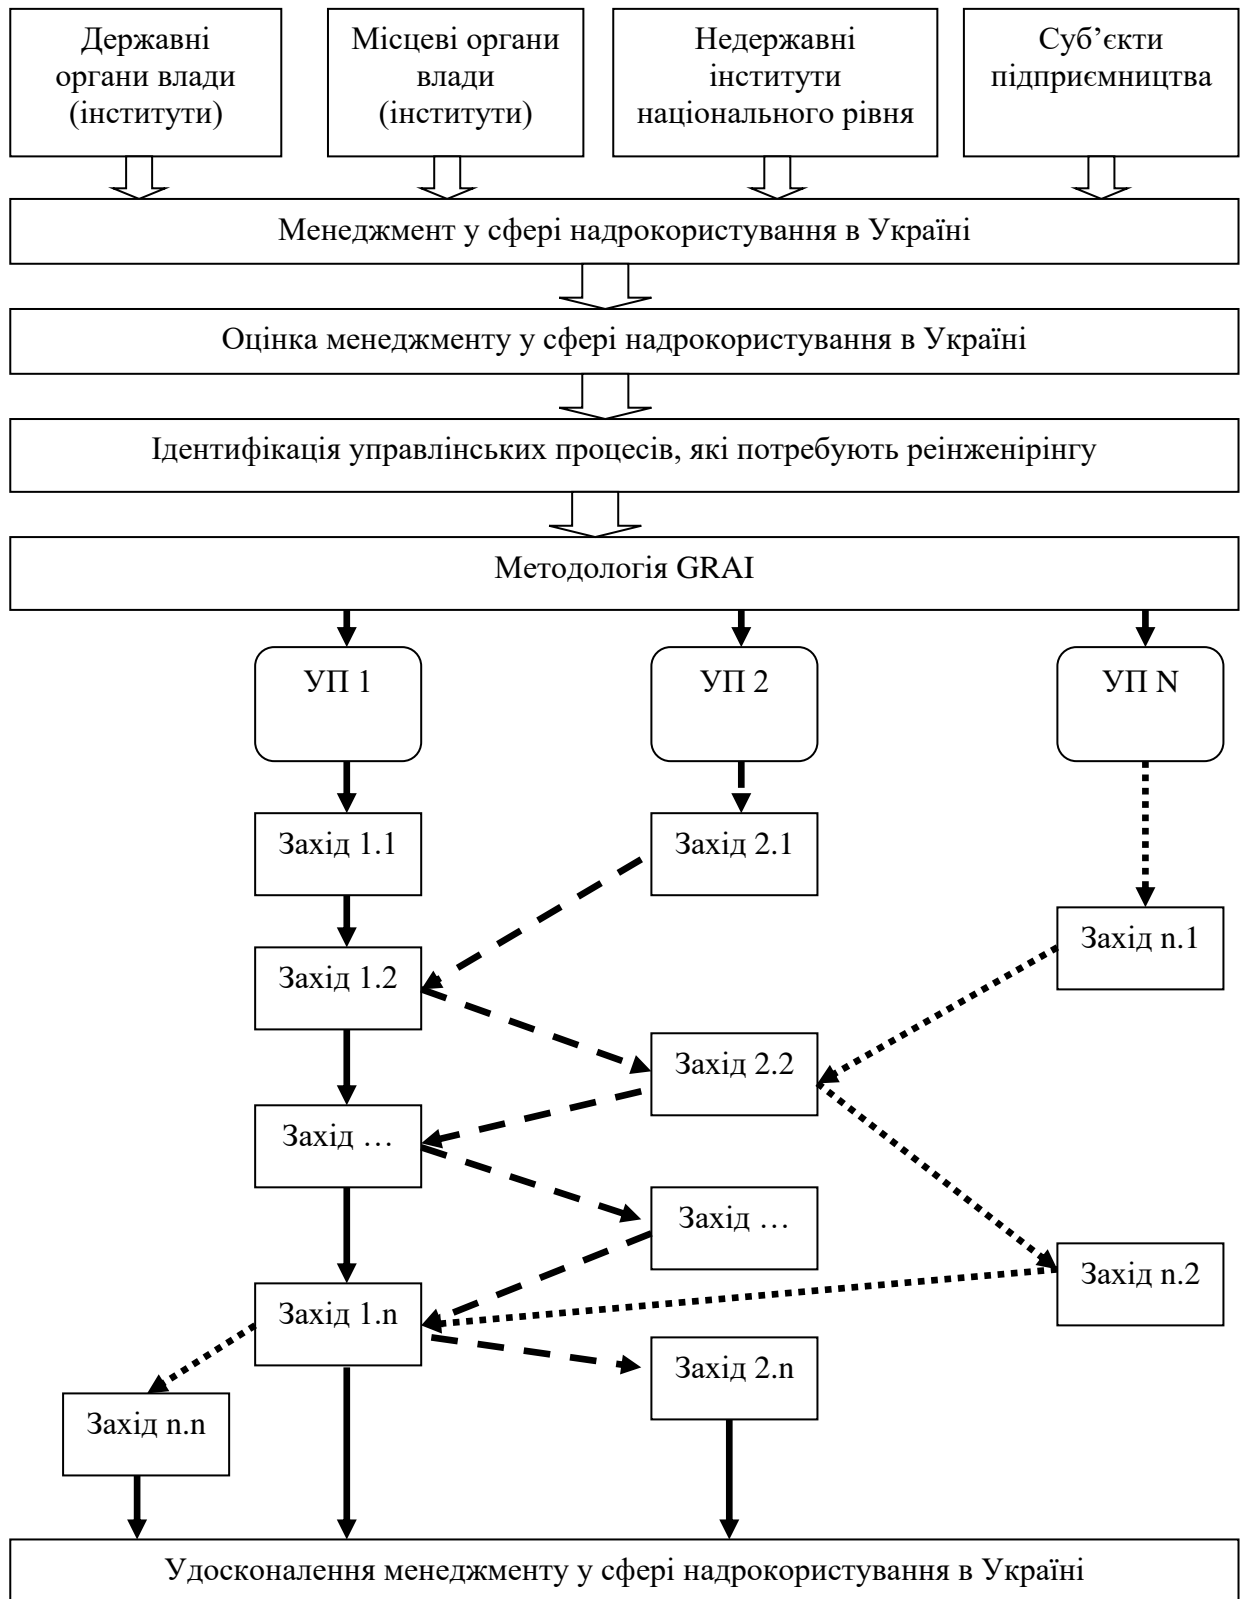 Державні
органи влади
(інститути)
Місцеві органи
влади
(інститути)
Недержавні
інститути
національного рівня
Суб’єкти
підприємництва
Менеджмент у сфері надрокористування в Україні
Оцінка менеджменту у сфері надрокористування в Україні
Ідентифікація управлінських процесів, які потребують реінженірінгу
Методологія GRAI
УП 1
УП 2
УП N
Захід 1.1
Захід 2.1
Захід n.1
Захід 1.2
Захід 2.2
Захід …
Захід …
Захід n.2
Захід 1.n
Захід 2.n
Захід n.n
Удосконалення менеджменту у сфері надрокористування в Україні